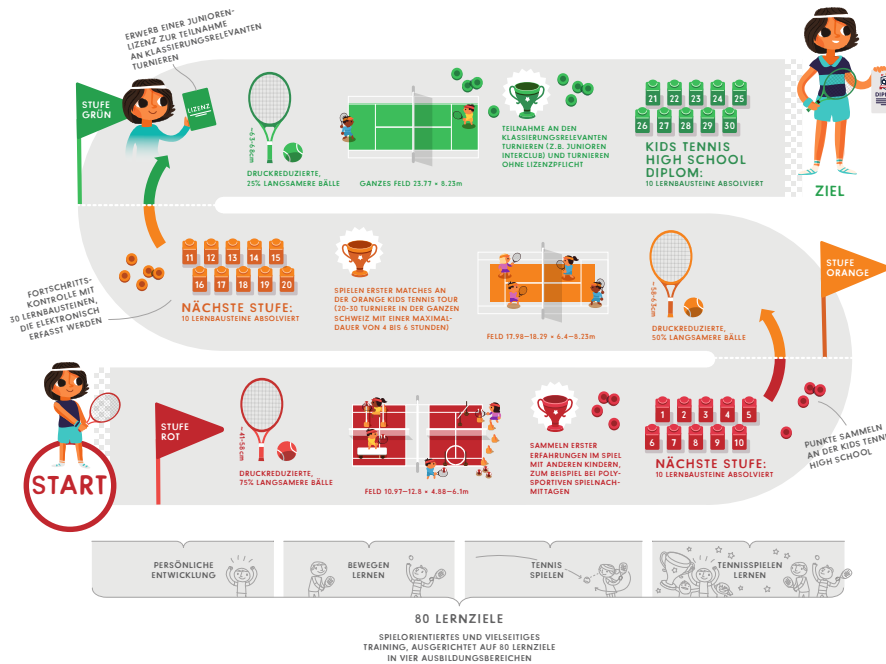 ERWERB EINER JUNIOREN-
LIZENZ ZUR TEILNAHME
AN KLASSIERUNGSRELEVANTEN
TURNIEREN
STUFE
GRÜN
LIZENZ
~63-68cm
DRUCKREDUZIERTE,
25% LANGSAMERE BÄLLE
GANZES FELD 23.77 × 8.23m
TEILNAHME AN DEN
KLASSIERUNGSRELEVANTEN
TURNIEREN (Z.B. JUNIOREN
INTERCLUB) UND TURNIEREN
OHNE LIZENZPFLICHT
21 22 23 24 25
26 27 28 29 30
KIDS TENNIS
HIGH SCHOOL
DIPLOM:
10 LERNBAUSTEINE ABSOLVIERT
ZIEL
FORTSCHRITTS-
KONTROLLE MIT
30 LERNBAUSTEINEN,
DIE ELEKTRONISCH
ERFASST WERDEN
11 12 13 14 15
16 17 18 19 20
NÄCHSTE STUFE:
10 LERNBAUSTEINE ABSOLVIERT
SPIELEN ERSTER MATCHES AN
DER ORANGE KIDS TENNIS TOUR
(20-30 TURNIERE IN DER GANZEN
SCHWEIZ MIT EINER MAXIMAL-
DAUER VON 4 BIS 6 STUNDEN)
FELD 17.98–18.29 × 6.4–8.23m
~58-63cm
DRUCKREDUZIERTE,
50% LANGSAMERE BÄLLE
STUFE
ORANGE
START
STUFE
ROT
~41-58cm
DRUCKREDUZIERTE,
75% LANGSAMERE BÄLLE
FELD 10.97–12.8 × 4.88–6.1m
SAMMELN ERSTER
ERFAHRUNGEN IM SPIEL
MIT ANDEREN KINDERN,
ZUM BEISPIEL BEI POLY-
SPORTIVEN SPIELNACH-
MITTAGEN
1 2 3 4 5
6 7 8 9 10
NÄCHSTE STUFE:
10 LERNBAUSTEINE ABSOLVIERT
PUNKTE SAMMELN
AN DER KIDS TENN
HIGH SCHOOL
PERSÖNLICHE
ENTWICKLUNG
BEWEGEN
LERNEN
TENNIS
SPIELEN
TENNISSPIELEN
LERNEN
80 LERNZIELE
SPIELORIENTIERTES UND VIELSEITIGES
TRAINING, AUSGERICHTET AUF 80 LERNZIELE
IN VIER AUSBILDUNGSBEREICHEN